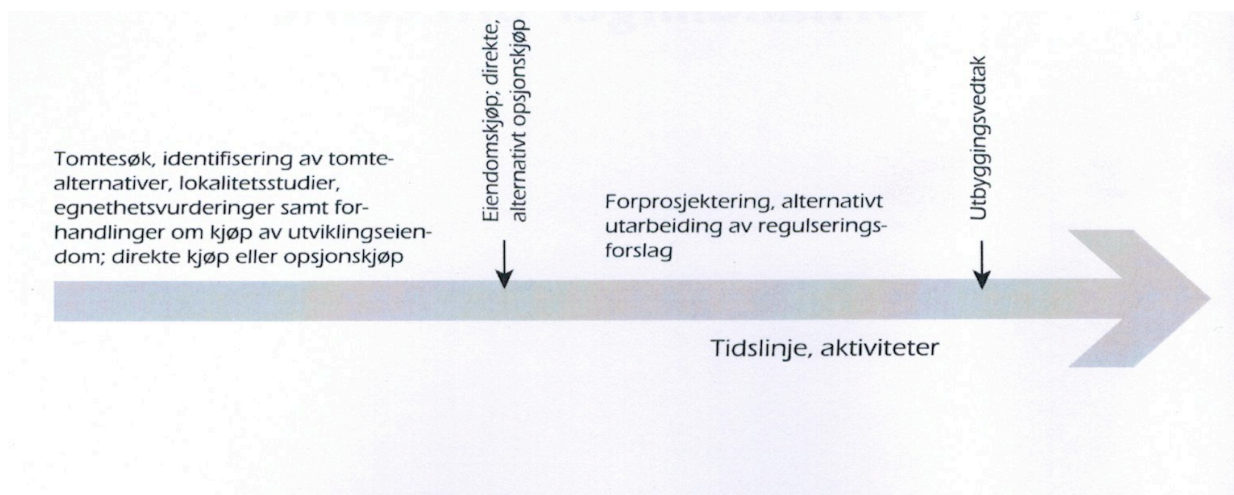 Tomtesøk, identifisering av tomte-
alternativer, lokalitetsstudier,
egnethetsvurderinger samt for-
handlinger om kjøp av utviklingseien-
dom; direkte kjøp eller opsjonskjøp
Eiendomskjøp; direkte,
alternativt opsjonskjøp
Forprosjektering, alternativt
utarbeiding av regulserings-
forslag
Utbyggingsvedtak
Tidslinje, aktiviteter